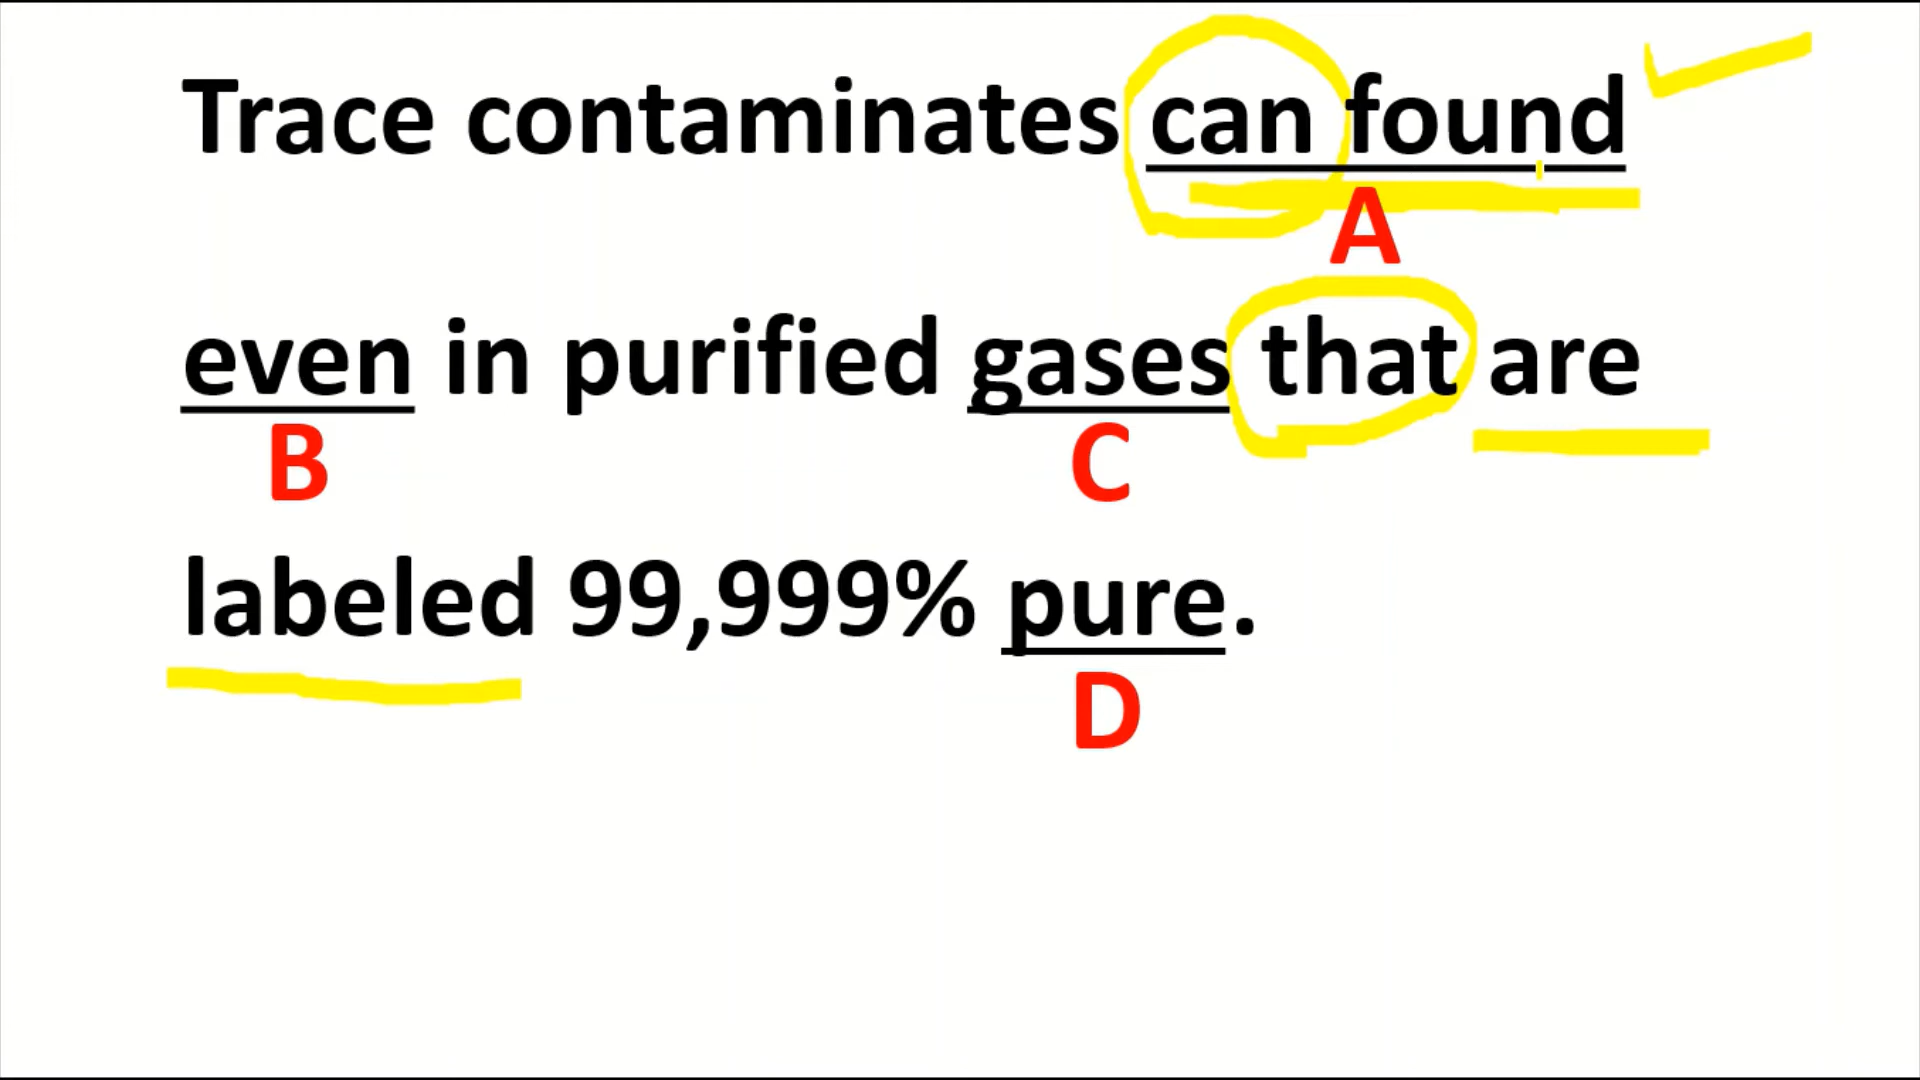 Trace contaminates can found
A
even in purified gases that are
B C
labeled 99,999% pure.
D